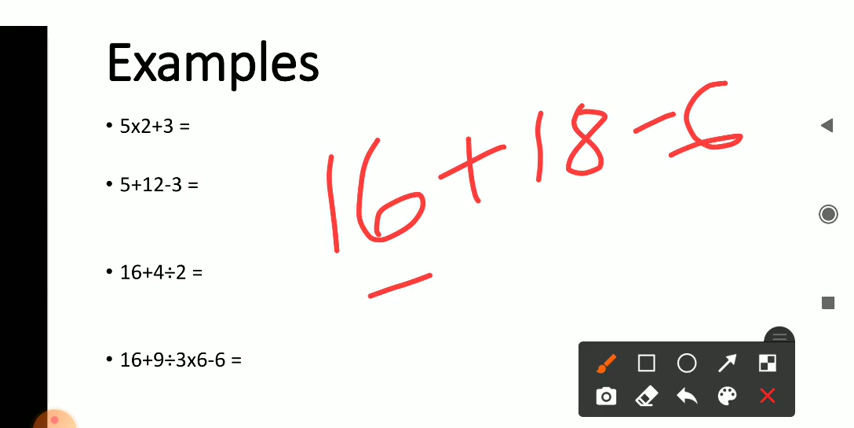 Examples
• 5x2+3 =
• 5+12-3 =
• 16+4÷2 =
• 16+9÷3x6-6 =
16+18-6